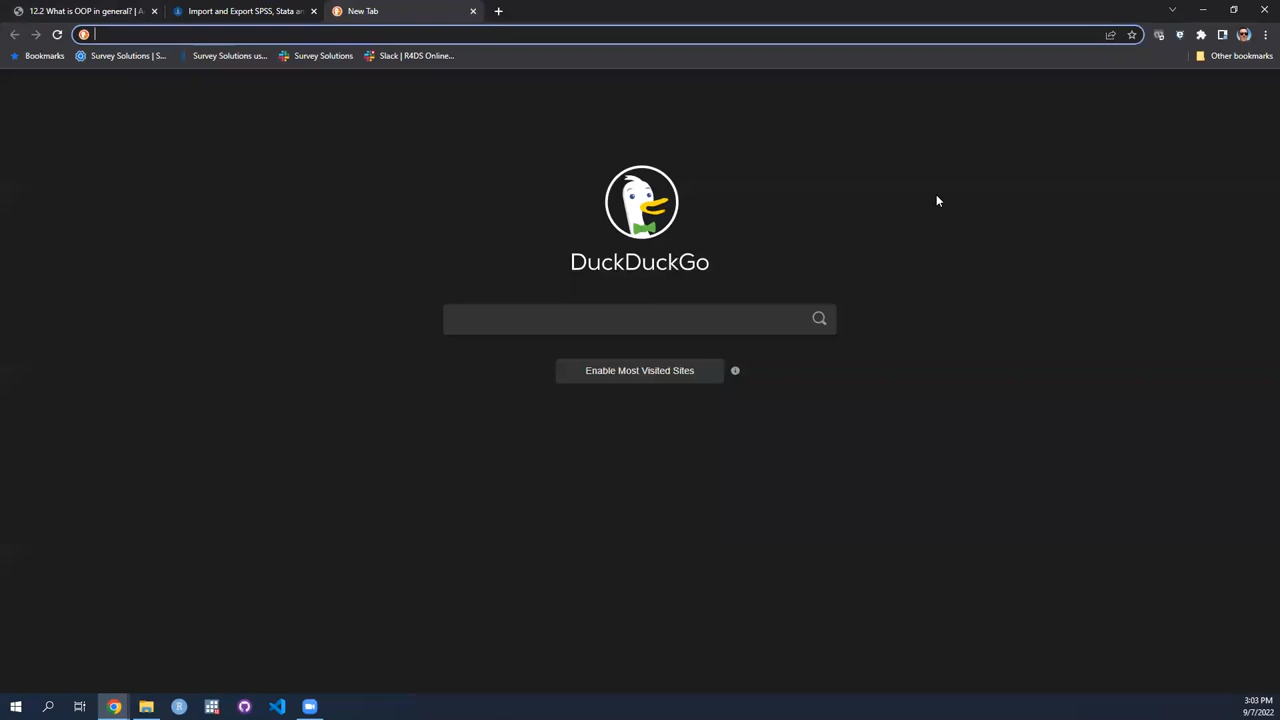 12.2 What is OOP in general? | A
Import and Export SPSS, Stata an
New Tab
Bookmarks
Survey Solutions | S...
Survey Solutions us...
Survey Solutions
Slack | R4DS Online...
Other bookmarks
DuckDuckGo
Enable Most Visited Sites
3:03 PM
9/7/2022